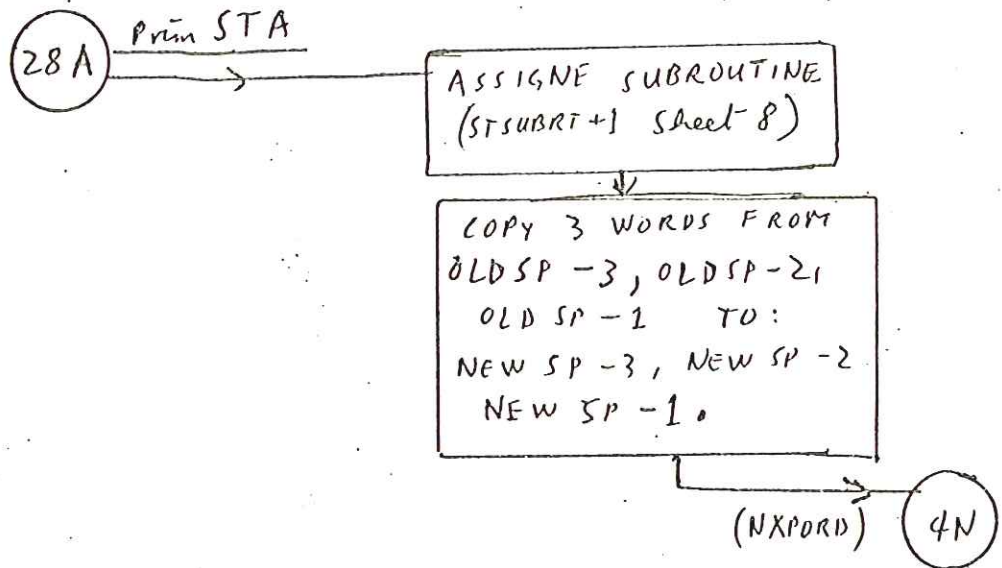 28A
Prim STA
ASSIGNE SUBROUTINE
(STSUBRT+1 Sheet 8)
COPY 3 WORDS FROM
OLDSP -3, OLDSP-2,
OLD SP -1 TO:
NEW SP -3, NEW SP -2
NEW SP -1.
(NXPORD)
4N